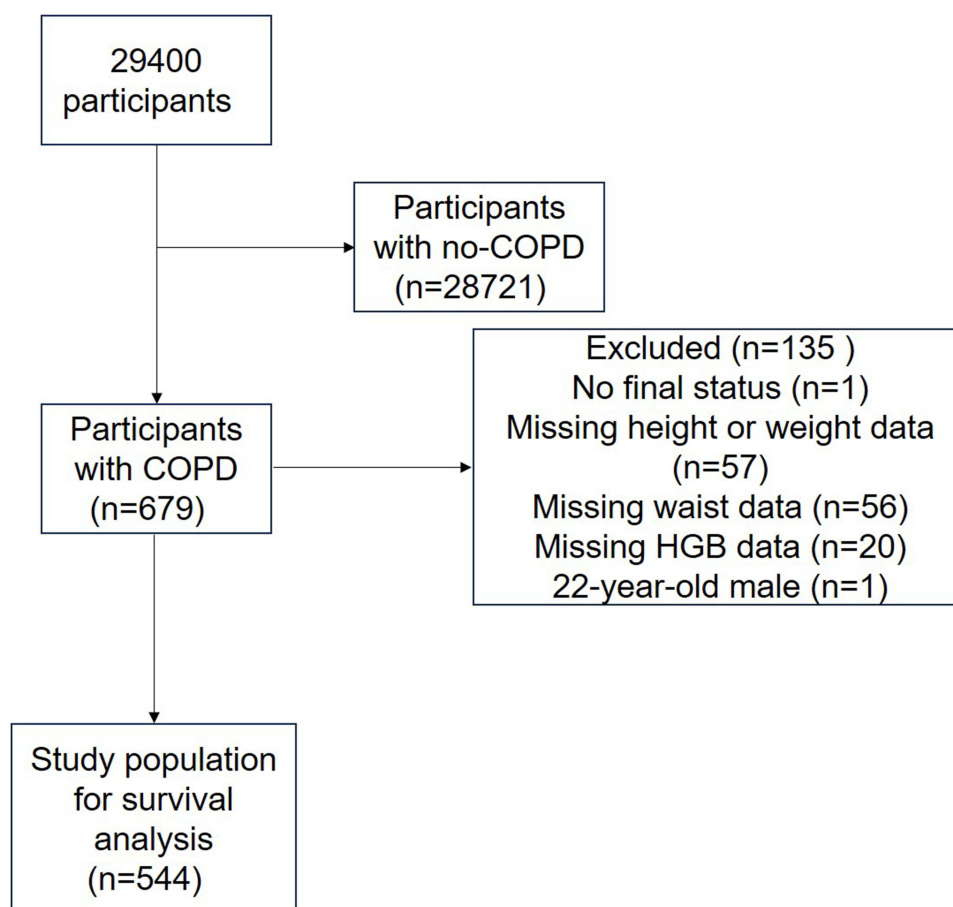 29400
participants
Participants
with no-COPD
(n=28721)
Excluded (n=135 )
No final status (n=1)
Missing height or weight data
(n=57)
Missing waist data (n=56)
Missing HGB data (n=20)
22-year-old male (n=1)
Participants
with COPD
(n=679)
Study population
for survival
analysis
(n=544)